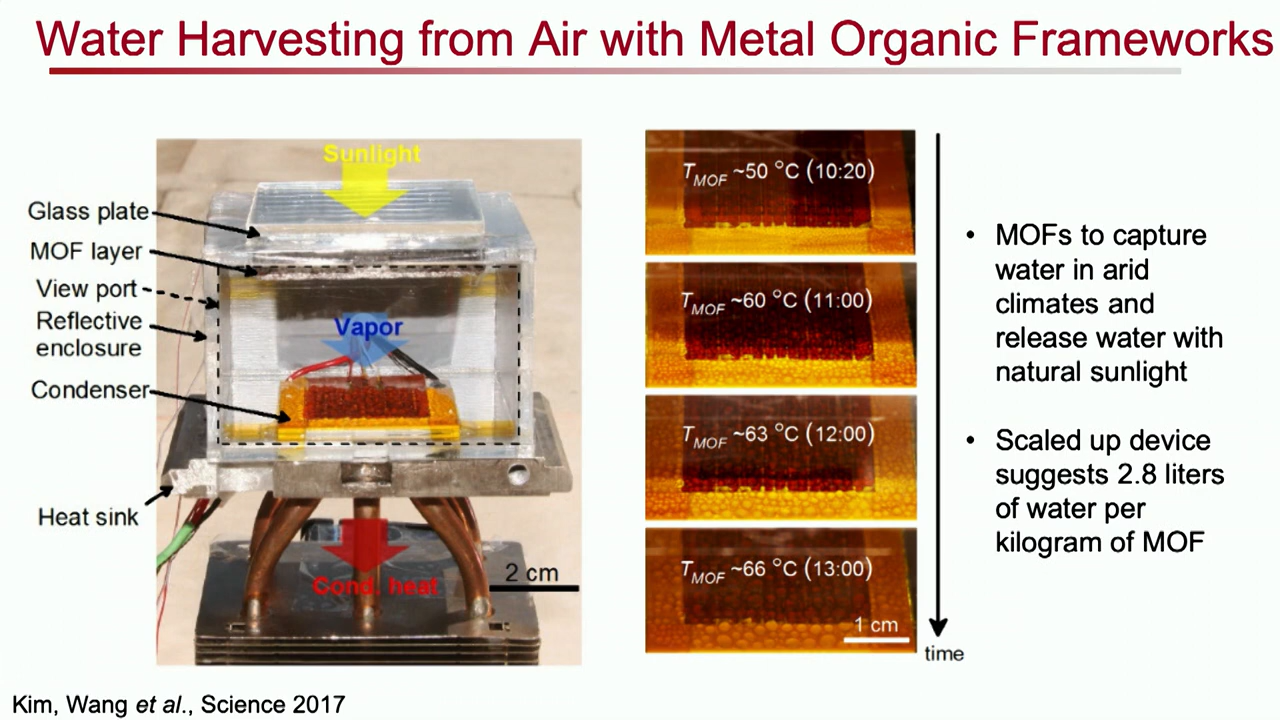 Water Harvesting from Air with Metal Organic Frameworks
Sunlight
Glass plate
MOF layer
View port
Reflective
enclosure
Condenser
Heat sink
Vapor
Cond. heat
2 cm
TMOF ~50 °C (10:20)
TMOF ~60 °C (11:00)
TMOF ~63 °C (12:00)
TMOF ~66 °C (13:00)
1 cm
time
• MOFs to capture
water in arid
climates and
release water with
natural sunlight
• Scaled up device
suggests 2.8 liters
of water per
kilogram of MOF
Kim, Wang et al., Science 2017